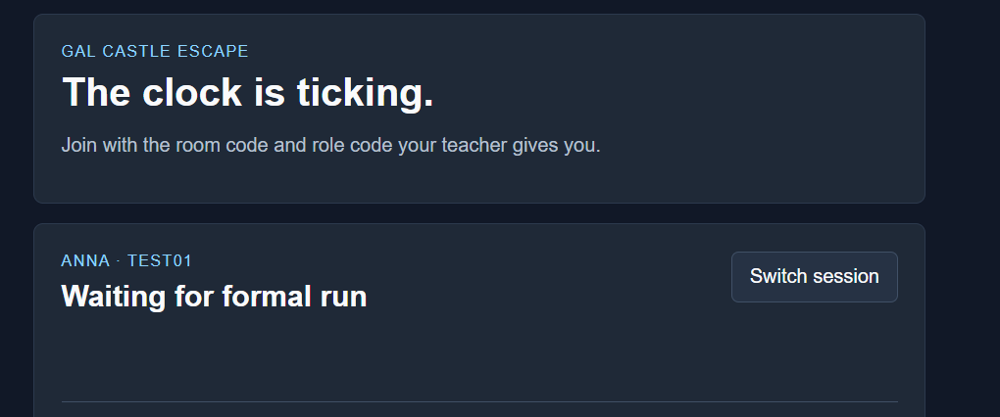 GAL CASTLE ESCAPE
The clock is ticking.
Join with the room code and role code your teacher gives you.
ANNA · TEST01
Switch session
Waiting for formal run